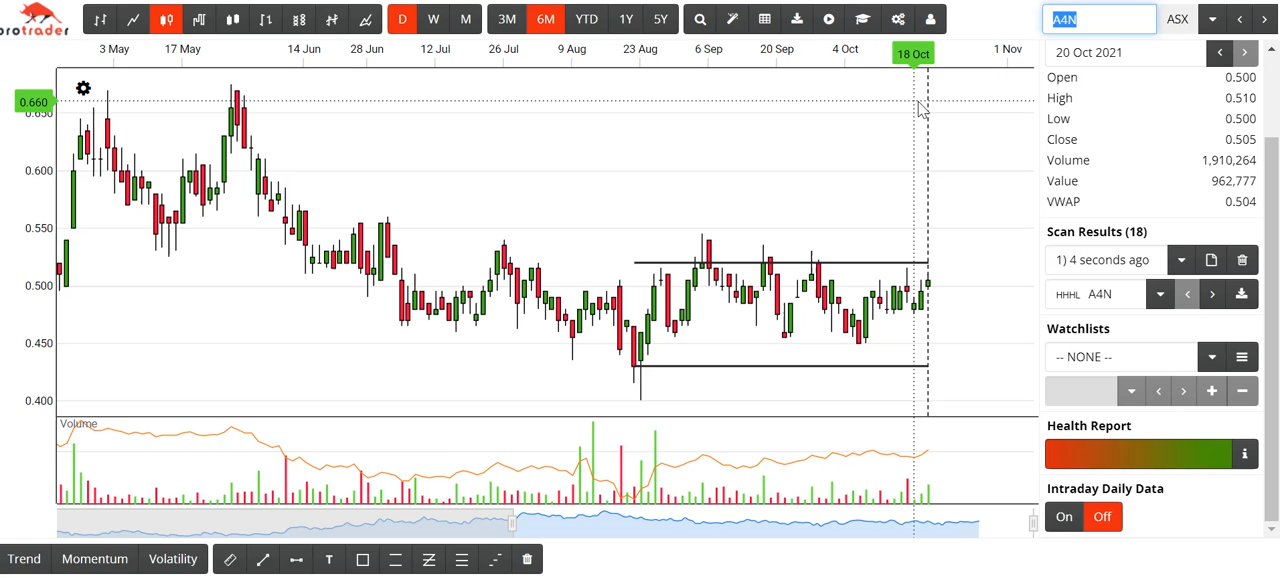 protrader
D W M
3M 6M YTD 1Y 5Y
A4N ASX
3 May 17 May 14 Jun 28 Jun 12 Jul 26 Jul 9 Aug 23 Aug 6 Sep 20 Sep 4 Oct 18 Oct 1 Nov
0.660
0.650
0.600
0.550
0.500
0.450
0.400
Volume
20 Oct 2021
Open 0.500
High 0.510
Low 0.500
Close 0.505
Volume 1,910,264
Value 962,777
VWAP 0.504
Scan Results (18)
1) 4 seconds ago
HHHL A4N
Watchlists
-- NONE --
Health Report
Intraday Daily Data
On Off
Trend Momentum Volatility T